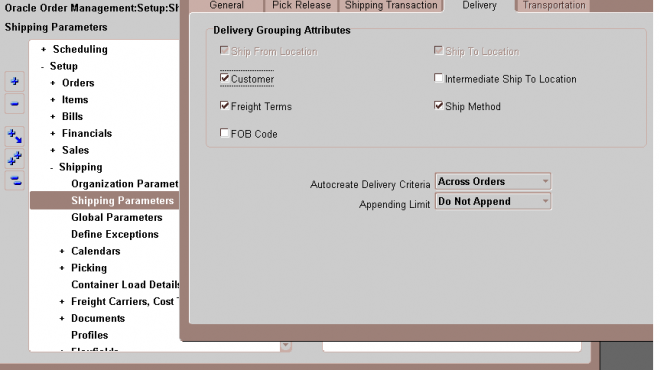 Oracle Order Management:Setup:Sh
Shipping Parameters
+ Scheduling
- Setup
+ Orders
+ Items
+ Bills
+ Financials
+ Sales
- Shipping
Organization Paramet
Shipping Parameters
Global Parameters
Define Exceptions
+ Calendars
+ Picking
Container Load Details
+ Freight Carriers, Cost T
+ Documents
Profiles
+ Flexfields
General Pick Release Shipping Transaction Delivery Transportation
Delivery Grouping Attributes
Ship From Location Ship To Location
Customer Intermediate Ship To Location
Freight Terms Ship Method
FOB Code
Autocreate Delivery Criteria Across Orders
Appending Limit Do Not Append